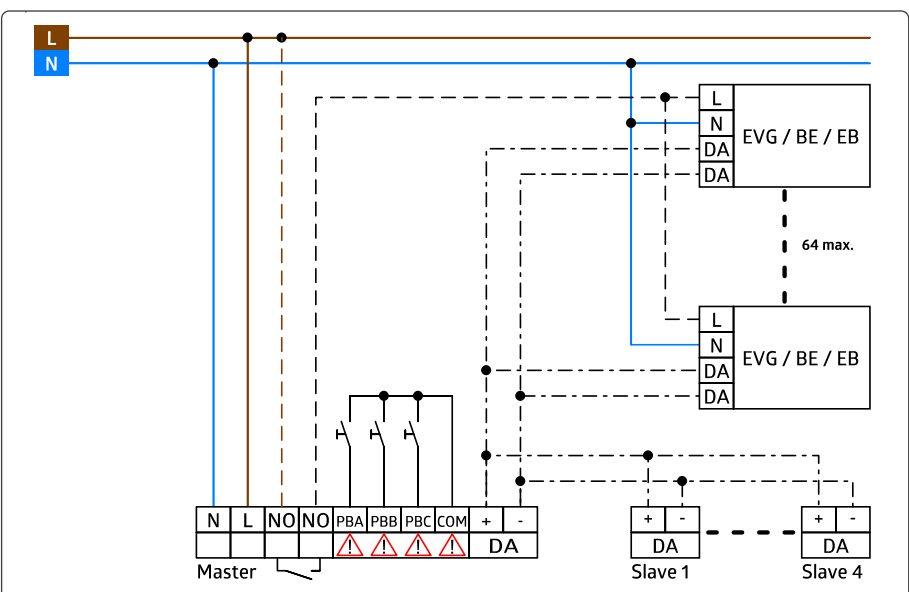 L
N
L
N
DA
DA
EVG / BE / EB
64 max.
L
N
DA
DA
EVG / BE / EB
N L NO NO PBA PBB PBC COM + -
! ! ! ! DA
Master
+ -
DA
Slave 1
+ -
DA
Slave 4